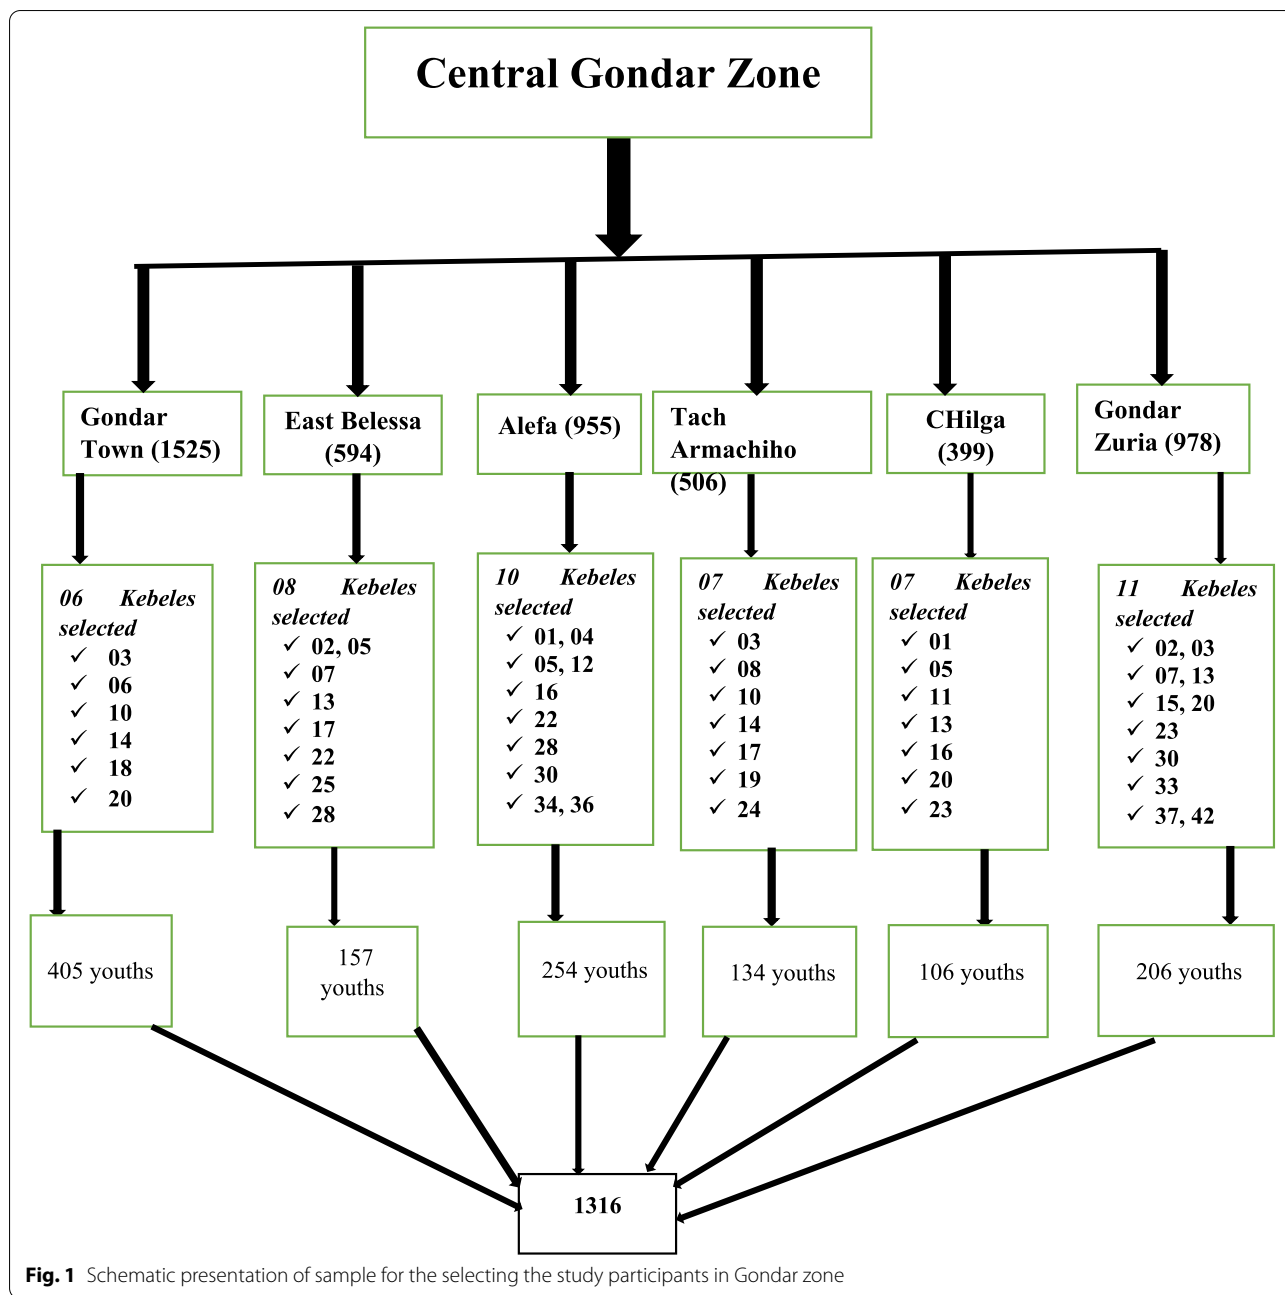 Central Gondar Zone
Gondar
Town (1525)
East Belessa
(594)
Alefa (955)
Tach
Armachiho
(506)
CHilga
(399)
Gondar
Zuria (978)
06 Kebeles
selected
✓ 03
✓ 06
✓ 10
✓ 14
✓ 18
✓ 20
08 Kebeles
selected
✓ 02, 05
✓ 07
✓ 13
✓ 17
✓ 22
✓ 25
✓ 28
10 Kebeles
selected
✓ 01, 04
✓ 05, 12
✓ 16
✓ 22
✓ 28
✓ 30
✓ 34, 36
07 Kebeles
selected
✓ 03
✓ 08
✓ 10
✓ 14
✓ 17
✓ 19
✓ 24
07 Kebeles
selected
✓ 01
✓ 05
✓ 11
✓ 13
✓ 16
✓ 20
✓ 23
11 Kebeles
selected
✓ 02, 03
✓ 07, 13
✓ 15, 20
✓ 23
✓ 30
✓ 33
✓ 37, 42
405 youths
157
youths
254 youths
134 youths
106 youths
206 youths
1316
Fig. 1 Schematic presentation of sample for the selecting the study participants in Gondar zone